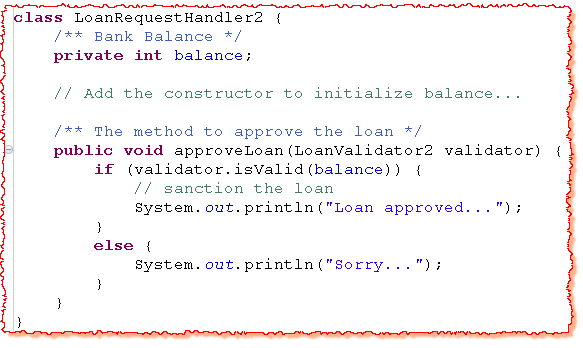 class LoanRequestHandler2 {
    /** Bank Balance */
    private int balance;

    // Add the constructor to initialize balance...

    /** The method to approve the loan */
    public void approveLoan(LoanValidator2 validator) {
        if (validator.isValid(balance)) {
            // sanction the loan
            System.out.println("Loan approved...");
        }
        else {
            System.out.println("Sorry...");
        }
    }
}